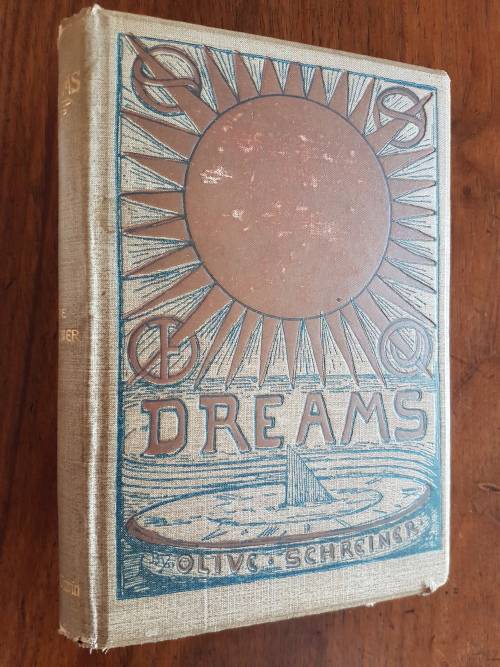 DREAMS
by · OLIVE · SCHREINER